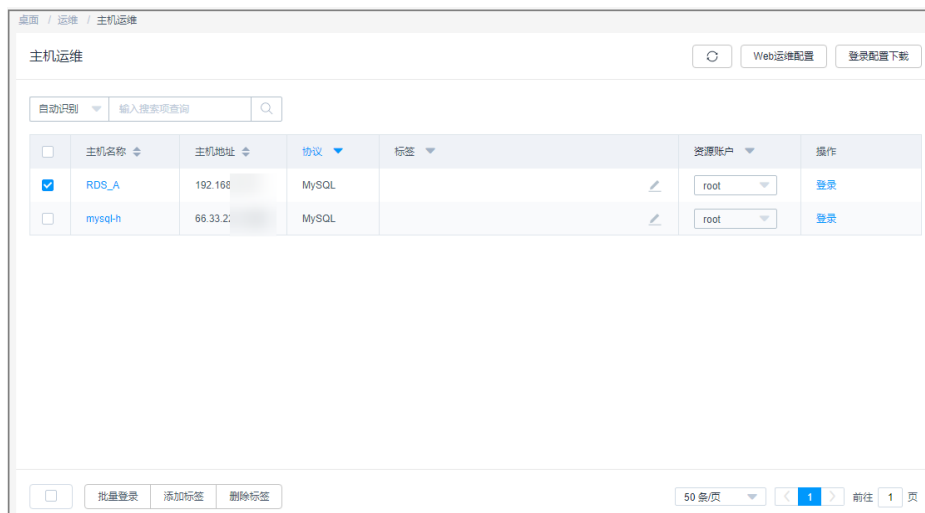 桌面 / 运维 / 主机运维
主机运维
Web运维配置
登录配置下载
自动识别
输入搜索项查询
主机名称 主机地址 协议 标签 资源账户 操作
RDS_A 192.168 MySQL root 登录
mysql-h 66.33.22 MySQL root 登录
批量登录 添加标签 删除标签
50 条/页 1 前往 1 页